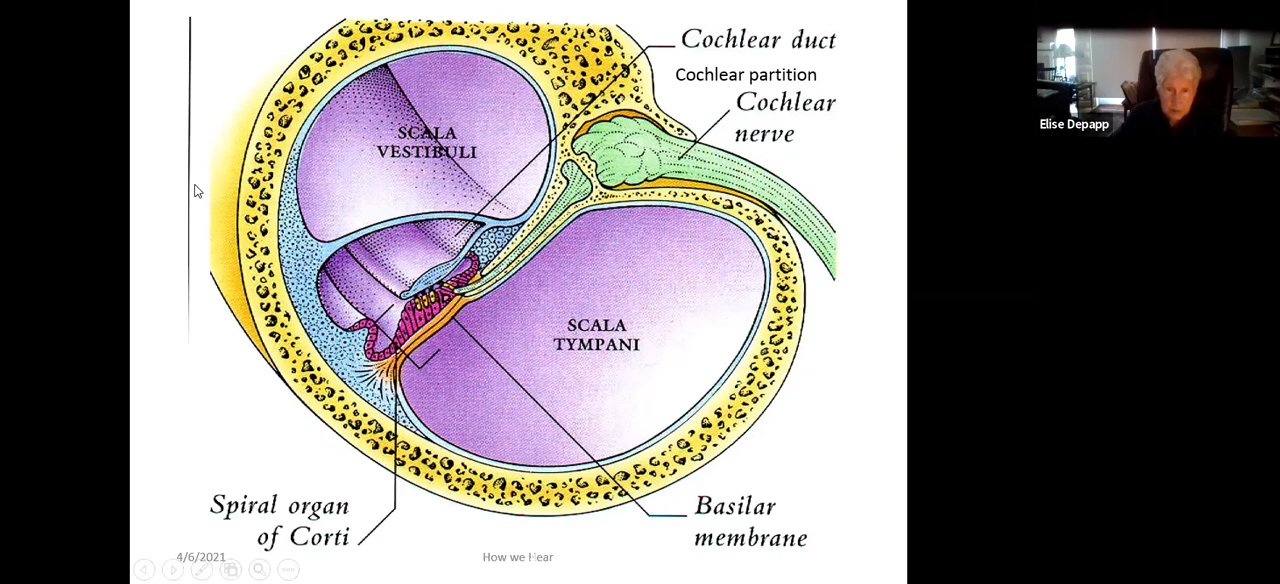 Cochlear duct
Cochlear partition
Cochlear
nerve
Elise Depapp
SCALA
VESTIBULI
SCALA
TYMPANI
Spiral organ
of Corti
Basilar
membrane
4/6/2021
How we Hear